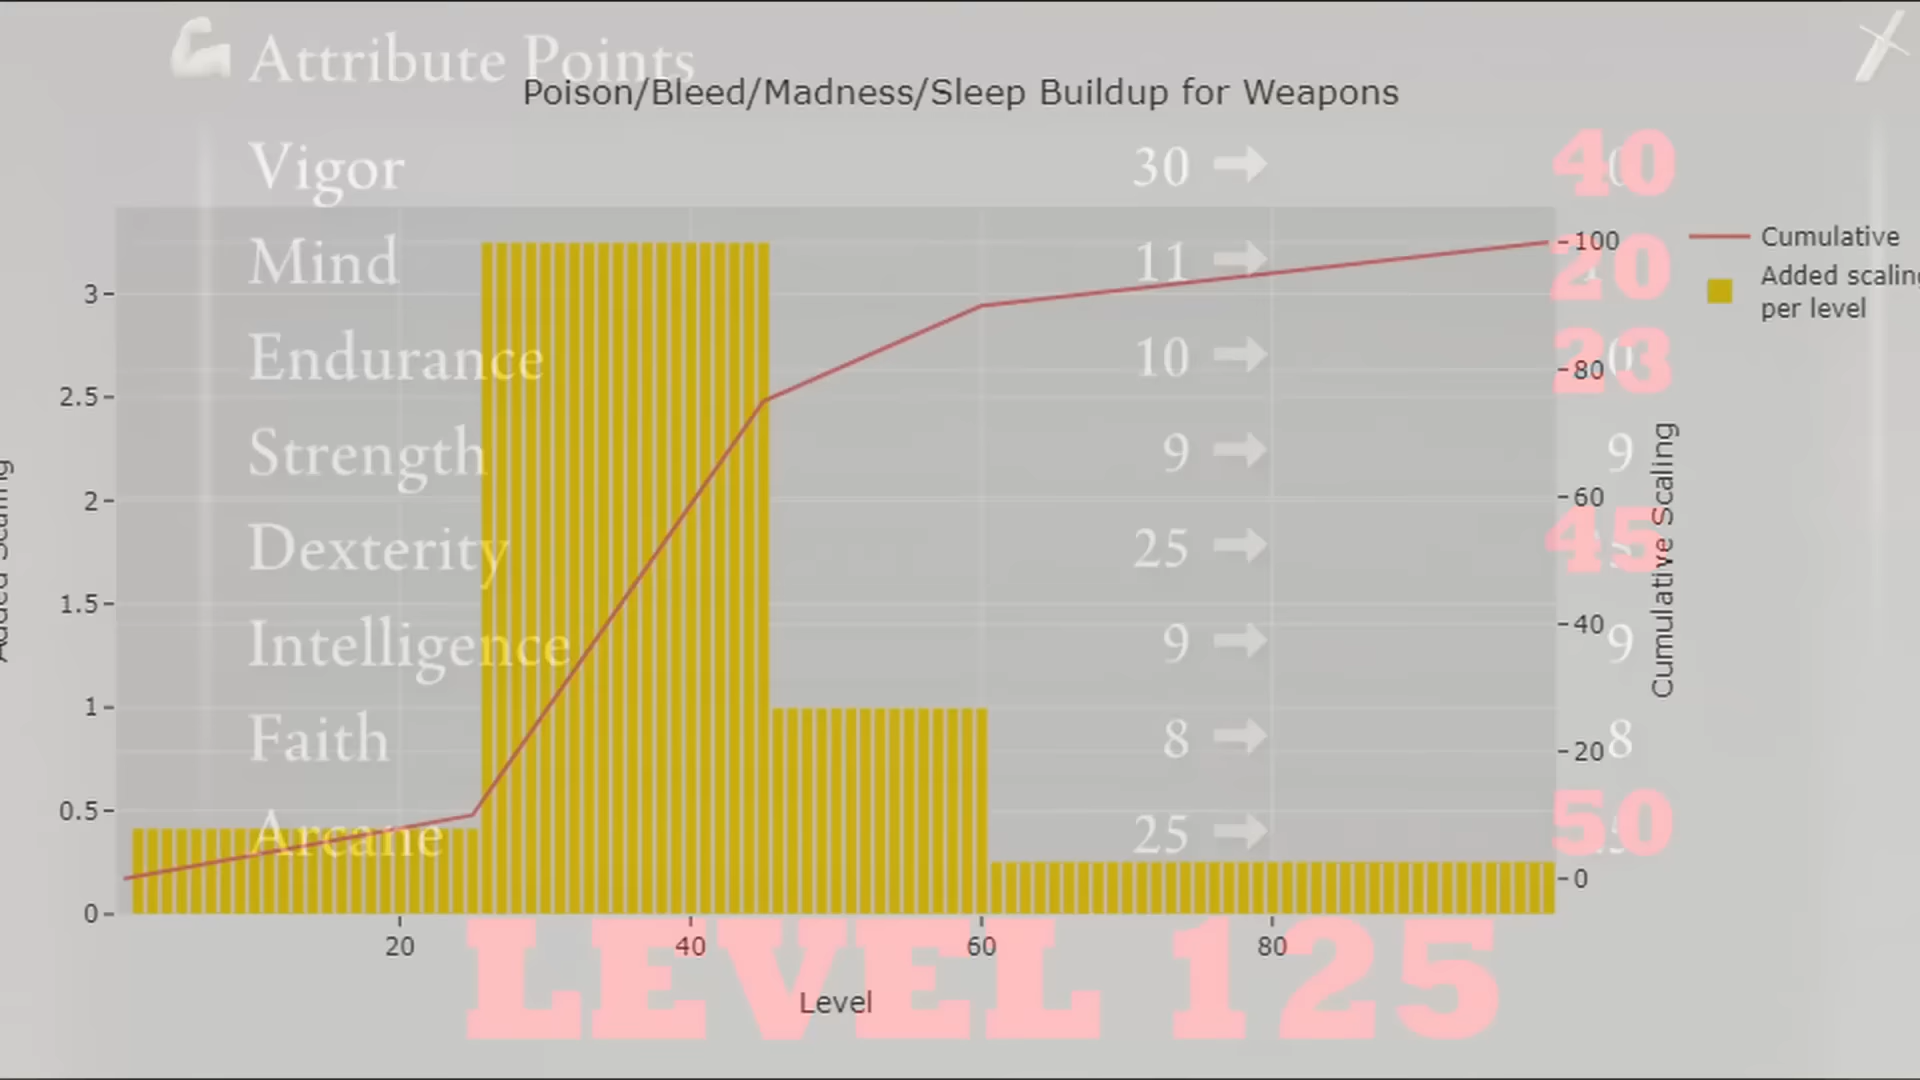 Attribute Points
Poison/Bleed/Madness/Sleep Buildup for Weapons
Vigor 30 40
Mind 11 20
Endurance 10 23
Strength 9 9
Dexterity 25 45
Intelligence 9 9
Faith 8 8
Arcane 25 50
Cumulative
Added scaling
per level
3
2.5
2
1.5
1
0.5
0
100
80
60
40
20
0
Cumulative Scaling
20 40 60 80
Level
LEVEL 125